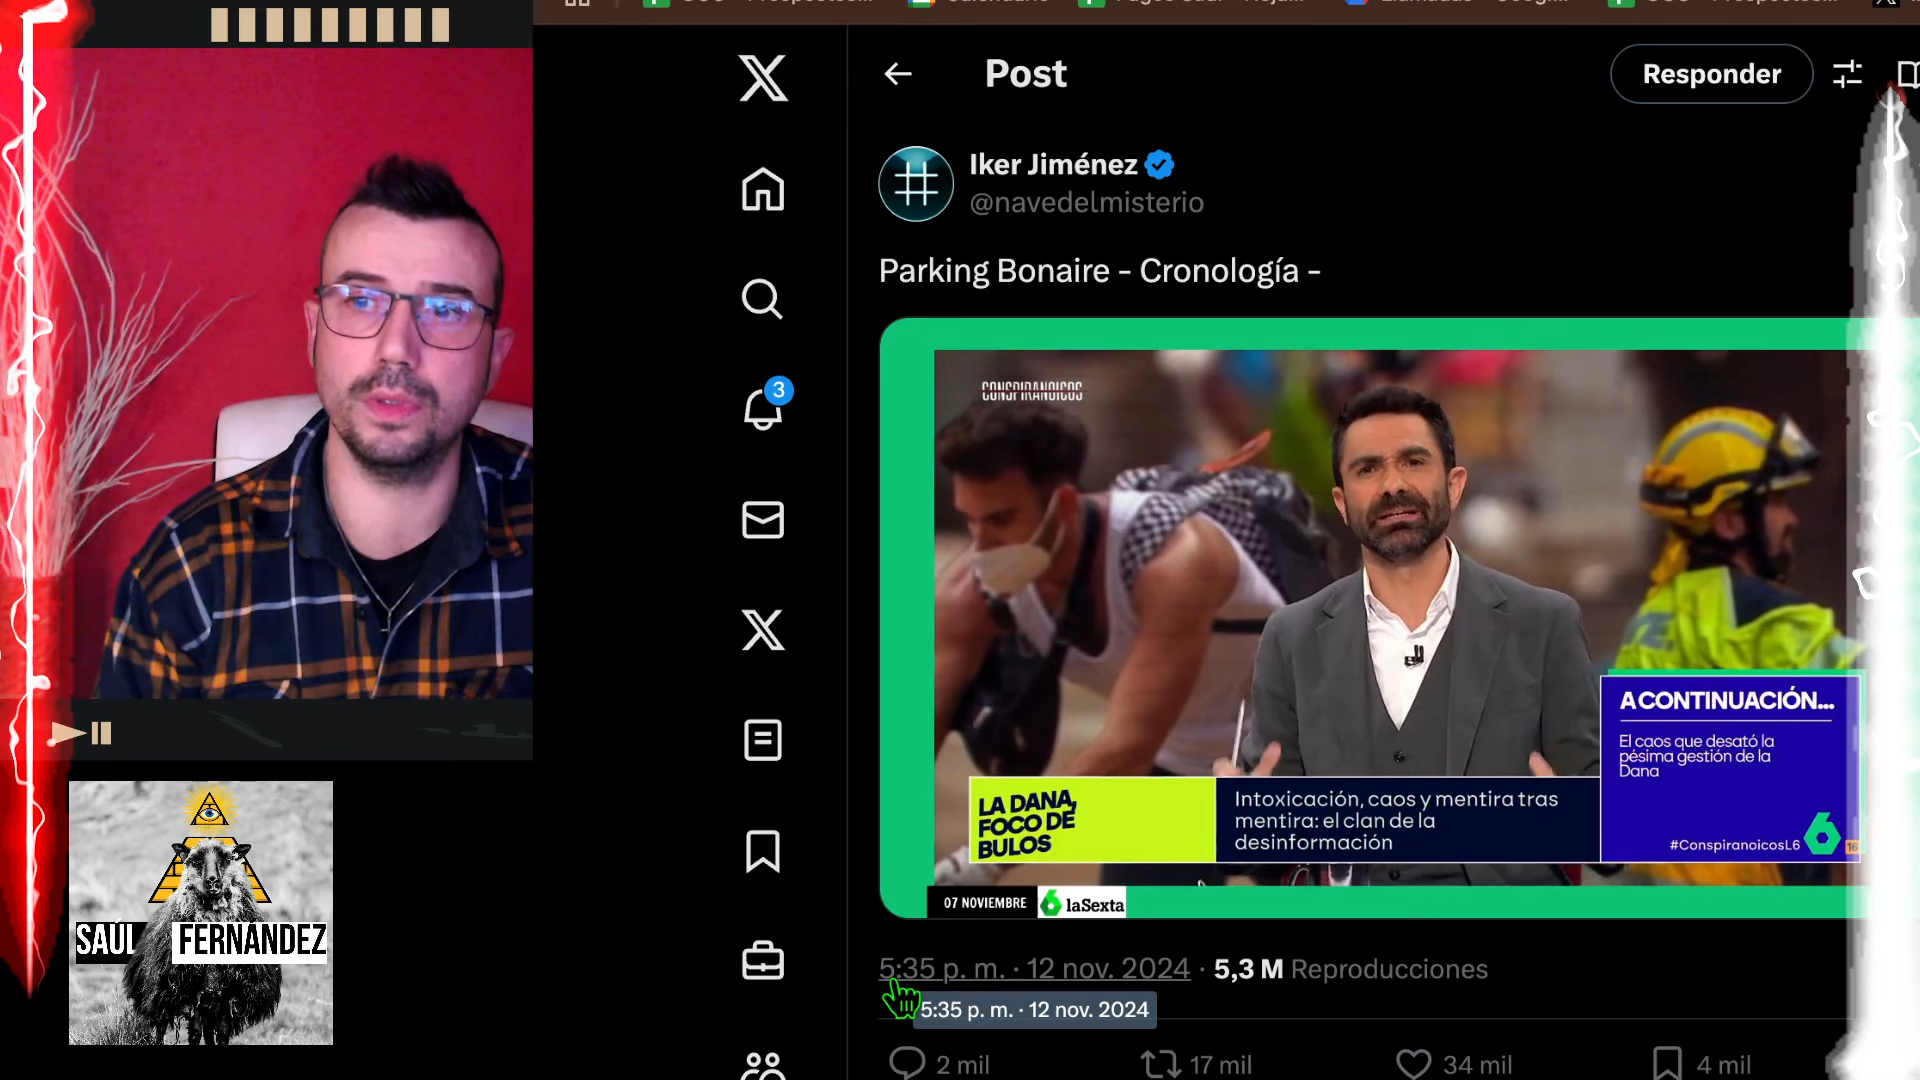 Post
Responder
Iker Jiménez
@navedelmisterio
Parking Bonaire - Cronología -
3
CONSPIRANOICOS
A CONTINUACIÓN...
El caos que desató la
pésima gestión de la
Dana
#ConspiranoicosL6
16
LA DANA,
FOCO DE
BULOS
Intoxicación, caos y mentira tras
mentira: el clan de la
desinformación
07 NOVIEMBRE
laSexta
5:35 p. m. · 12 nov. 2024 · 5,3 M Reproducciones
5:35 p. m. · 12 nov. 2024
2 mil
17 mil
34 mil
4 mil
SAÚL FERNÁNDEZ